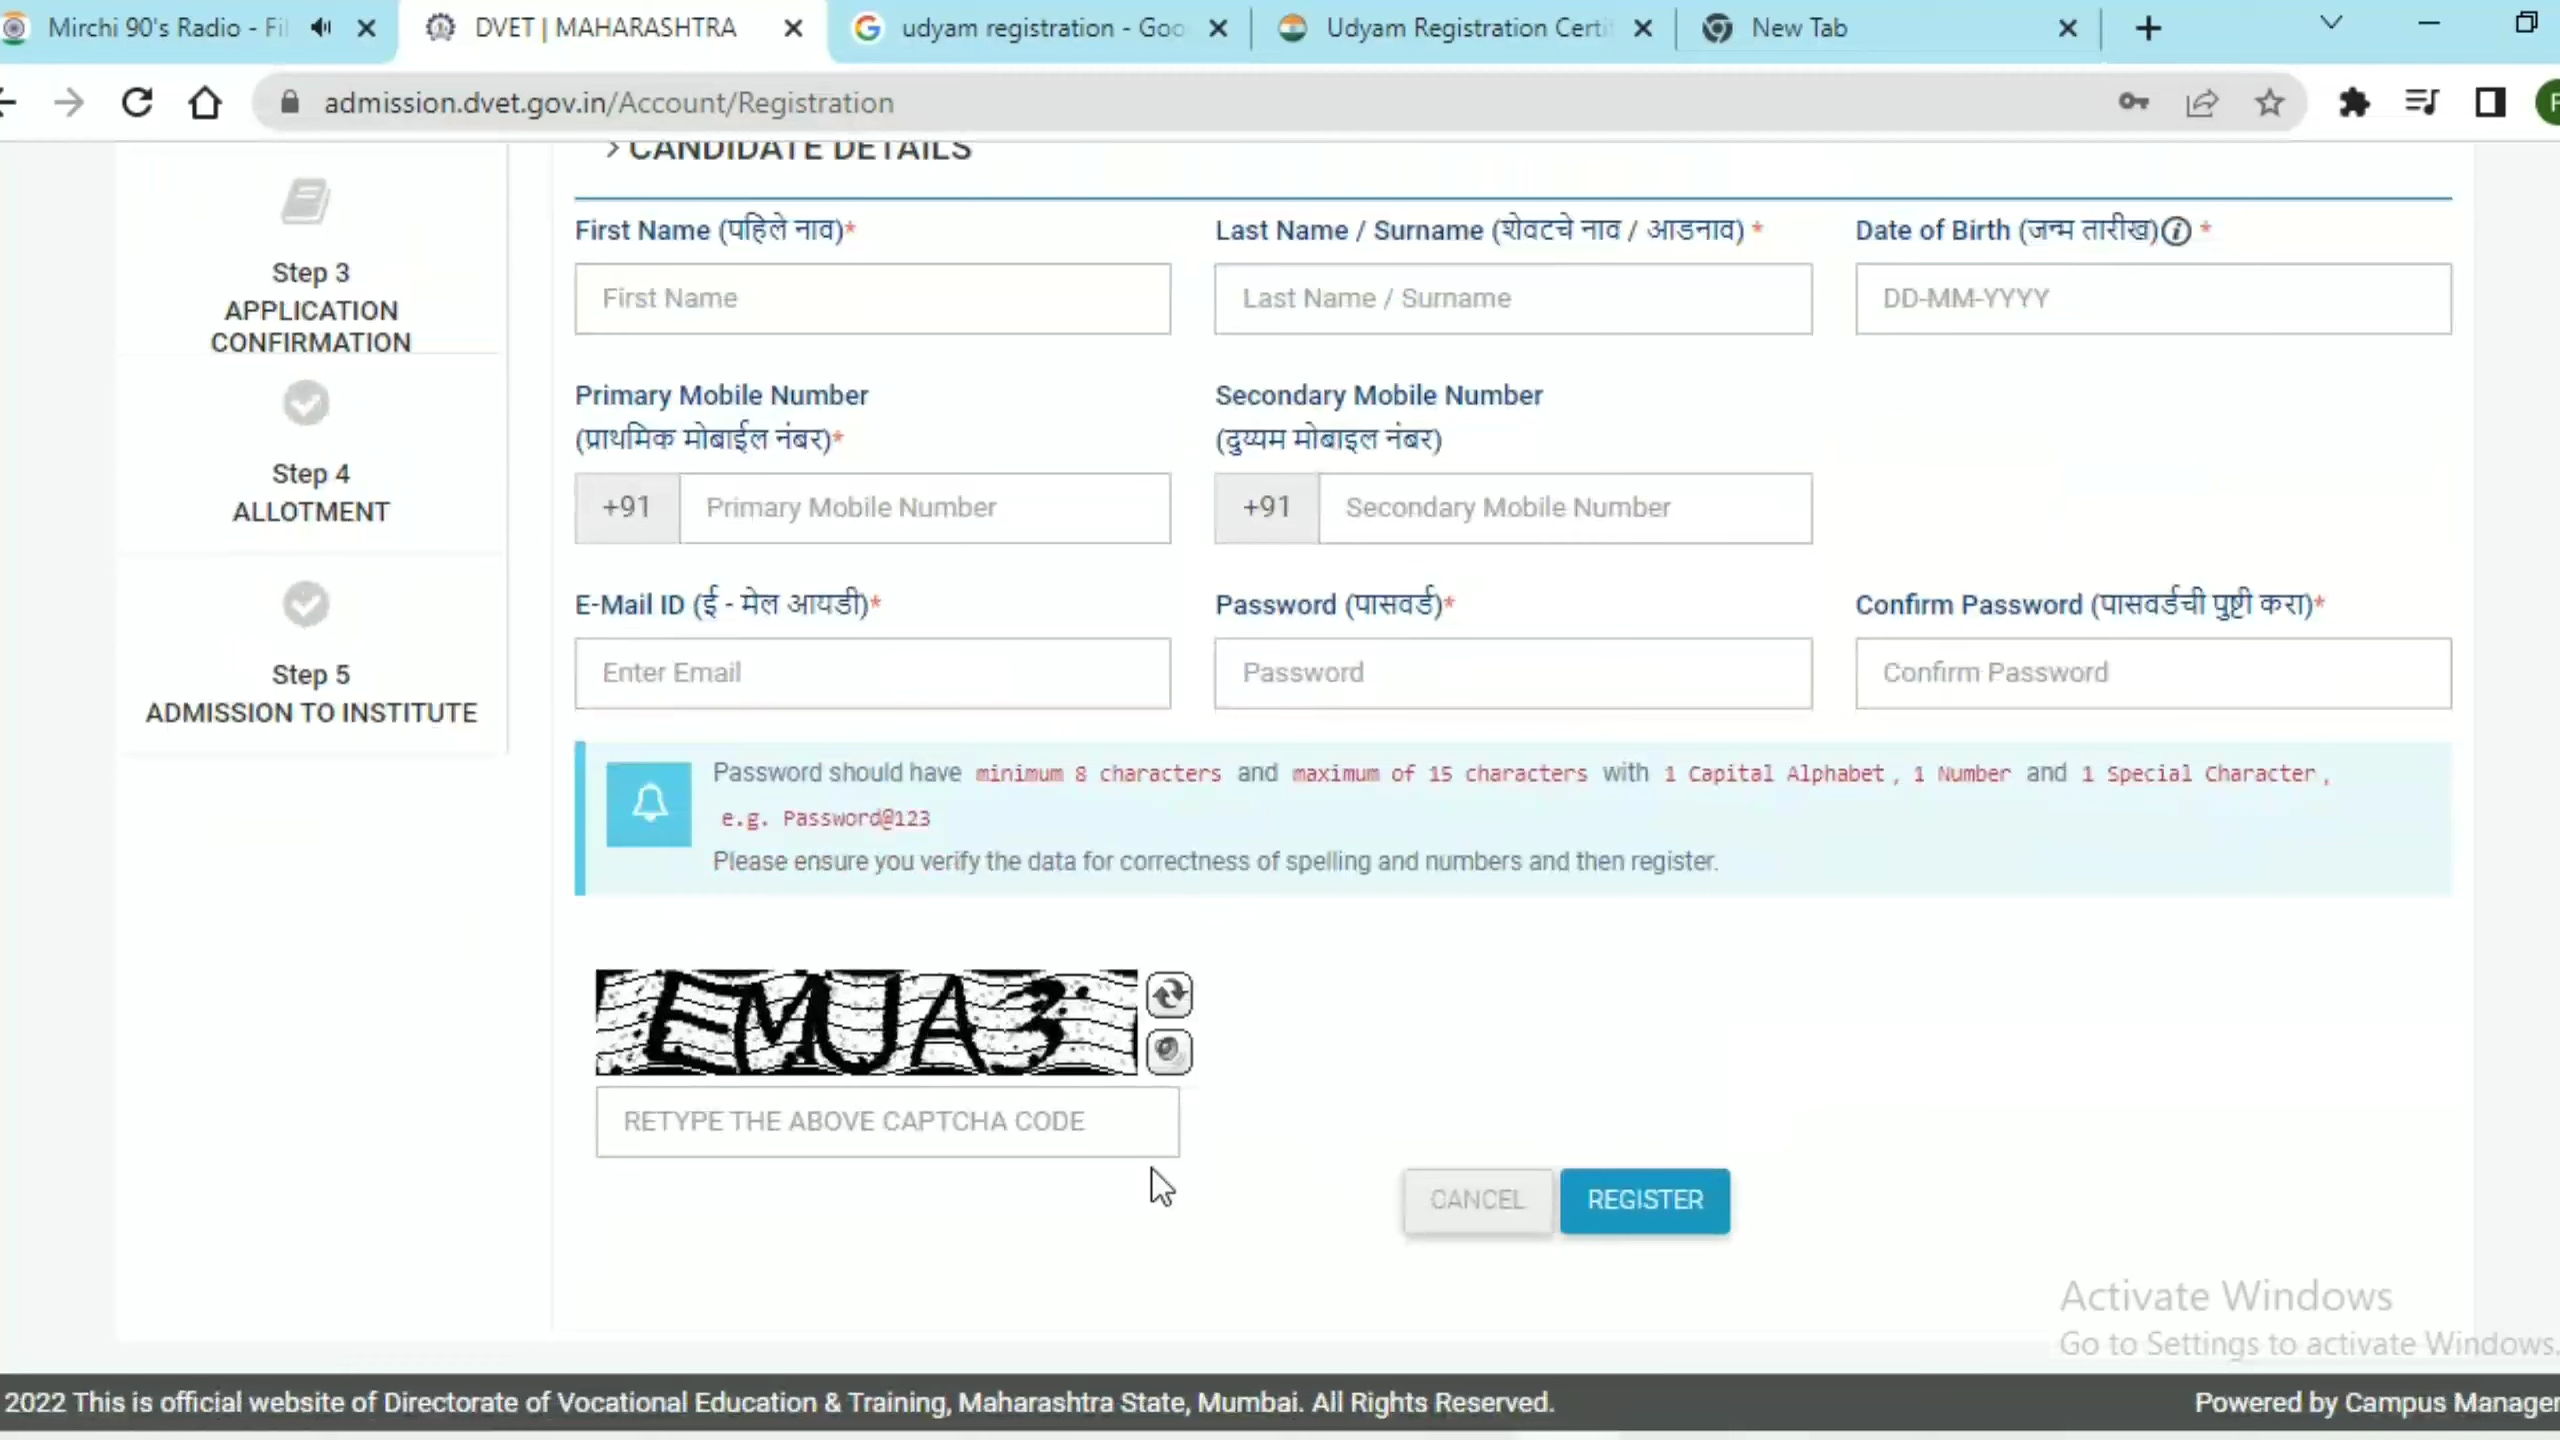 Mirchi 90's Radio - Fi
DVET | MAHARASHTRA
udyam registration - Goo
Udyam Registration Certi
New Tab
admission.dvet.gov.in/Account/Registration
> CANDIDATE DETAILS
Step 3
APPLICATION
CONFIRMATION
Step 4
ALLOTMENT
Step 5
ADMISSION TO INSTITUTE
First Name (पहिले नाव)*
Last Name / Surname (शेवटचे नाव / आडनाव) *
Date of Birth (जन्म तारीख) i *
First Name
Last Name / Surname
DD-MM-YYYY
Primary Mobile Number
(प्राथमिक मोबाईल नंबर)*
Secondary Mobile Number
(दुय्यम मोबाइल नंबर)
+91 Primary Mobile Number
+91 Secondary Mobile Number
E-Mail ID (ई - मेल आयडी)*
Password (पासवर्ड)*
Confirm Password (पासवर्डची पुष्टी करा)*
Enter Email
Password
Confirm Password
Password should have minimum 8 characters and maximum of 15 characters with 1 Capital Alphabet, 1 Number and 1 Special Character,
e.g. Password@123
Please ensure you verify the data for correctness of spelling and numbers and then register.
EMUA3
RETYPE THE ABOVE CAPTCHA CODE
CANCEL
REGISTER
Activate Windows
Go to Settings to activate Windows.
2022 This is official website of Directorate of Vocational Education & Training, Maharashtra State, Mumbai. All Rights Reserved.
Powered by Campus Manager